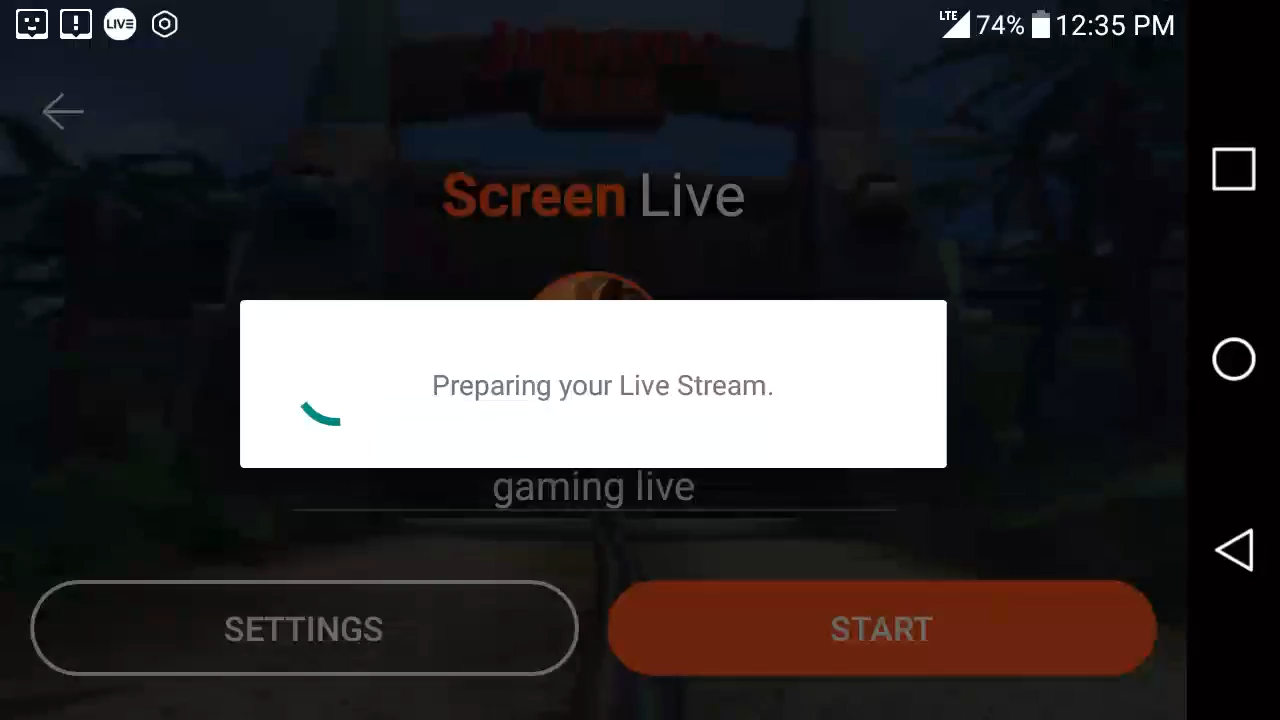 LIVE LTE 74% 12:35 PM
Screen Live
Preparing your Live Stream.
gaming live
SETTINGS START